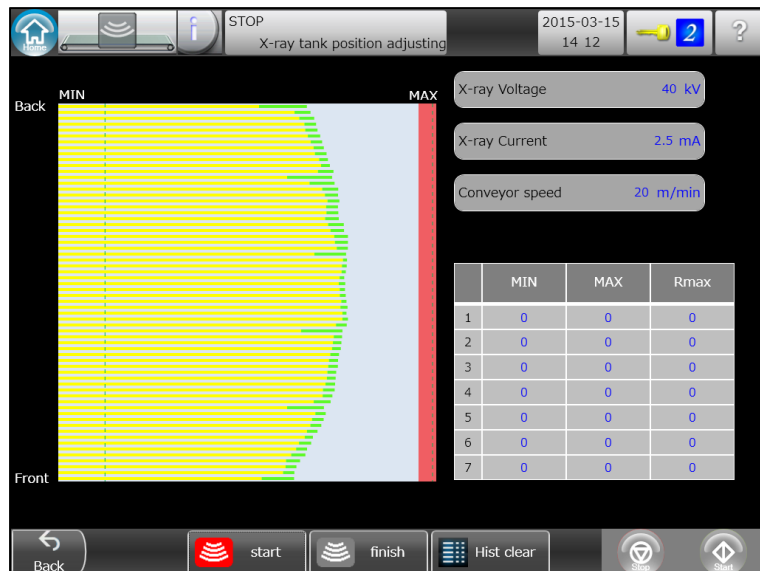 STOP
X-ray tank position adjusting
2015-03-15
14 12
2
?
Home
i
MIN
MAX
Back
Front
X-ray Voltage 40 kV
X-ray Current 2.5 mA
Conveyor speed 20 m/min
MIN MAX Rmax
1 0 0 0
2 0 0 0
3 0 0 0
4 0 0 0
5 0 0 0
6 0 0 0
7 0 0 0
Back
start
finish
Hist clear
Stop
Start